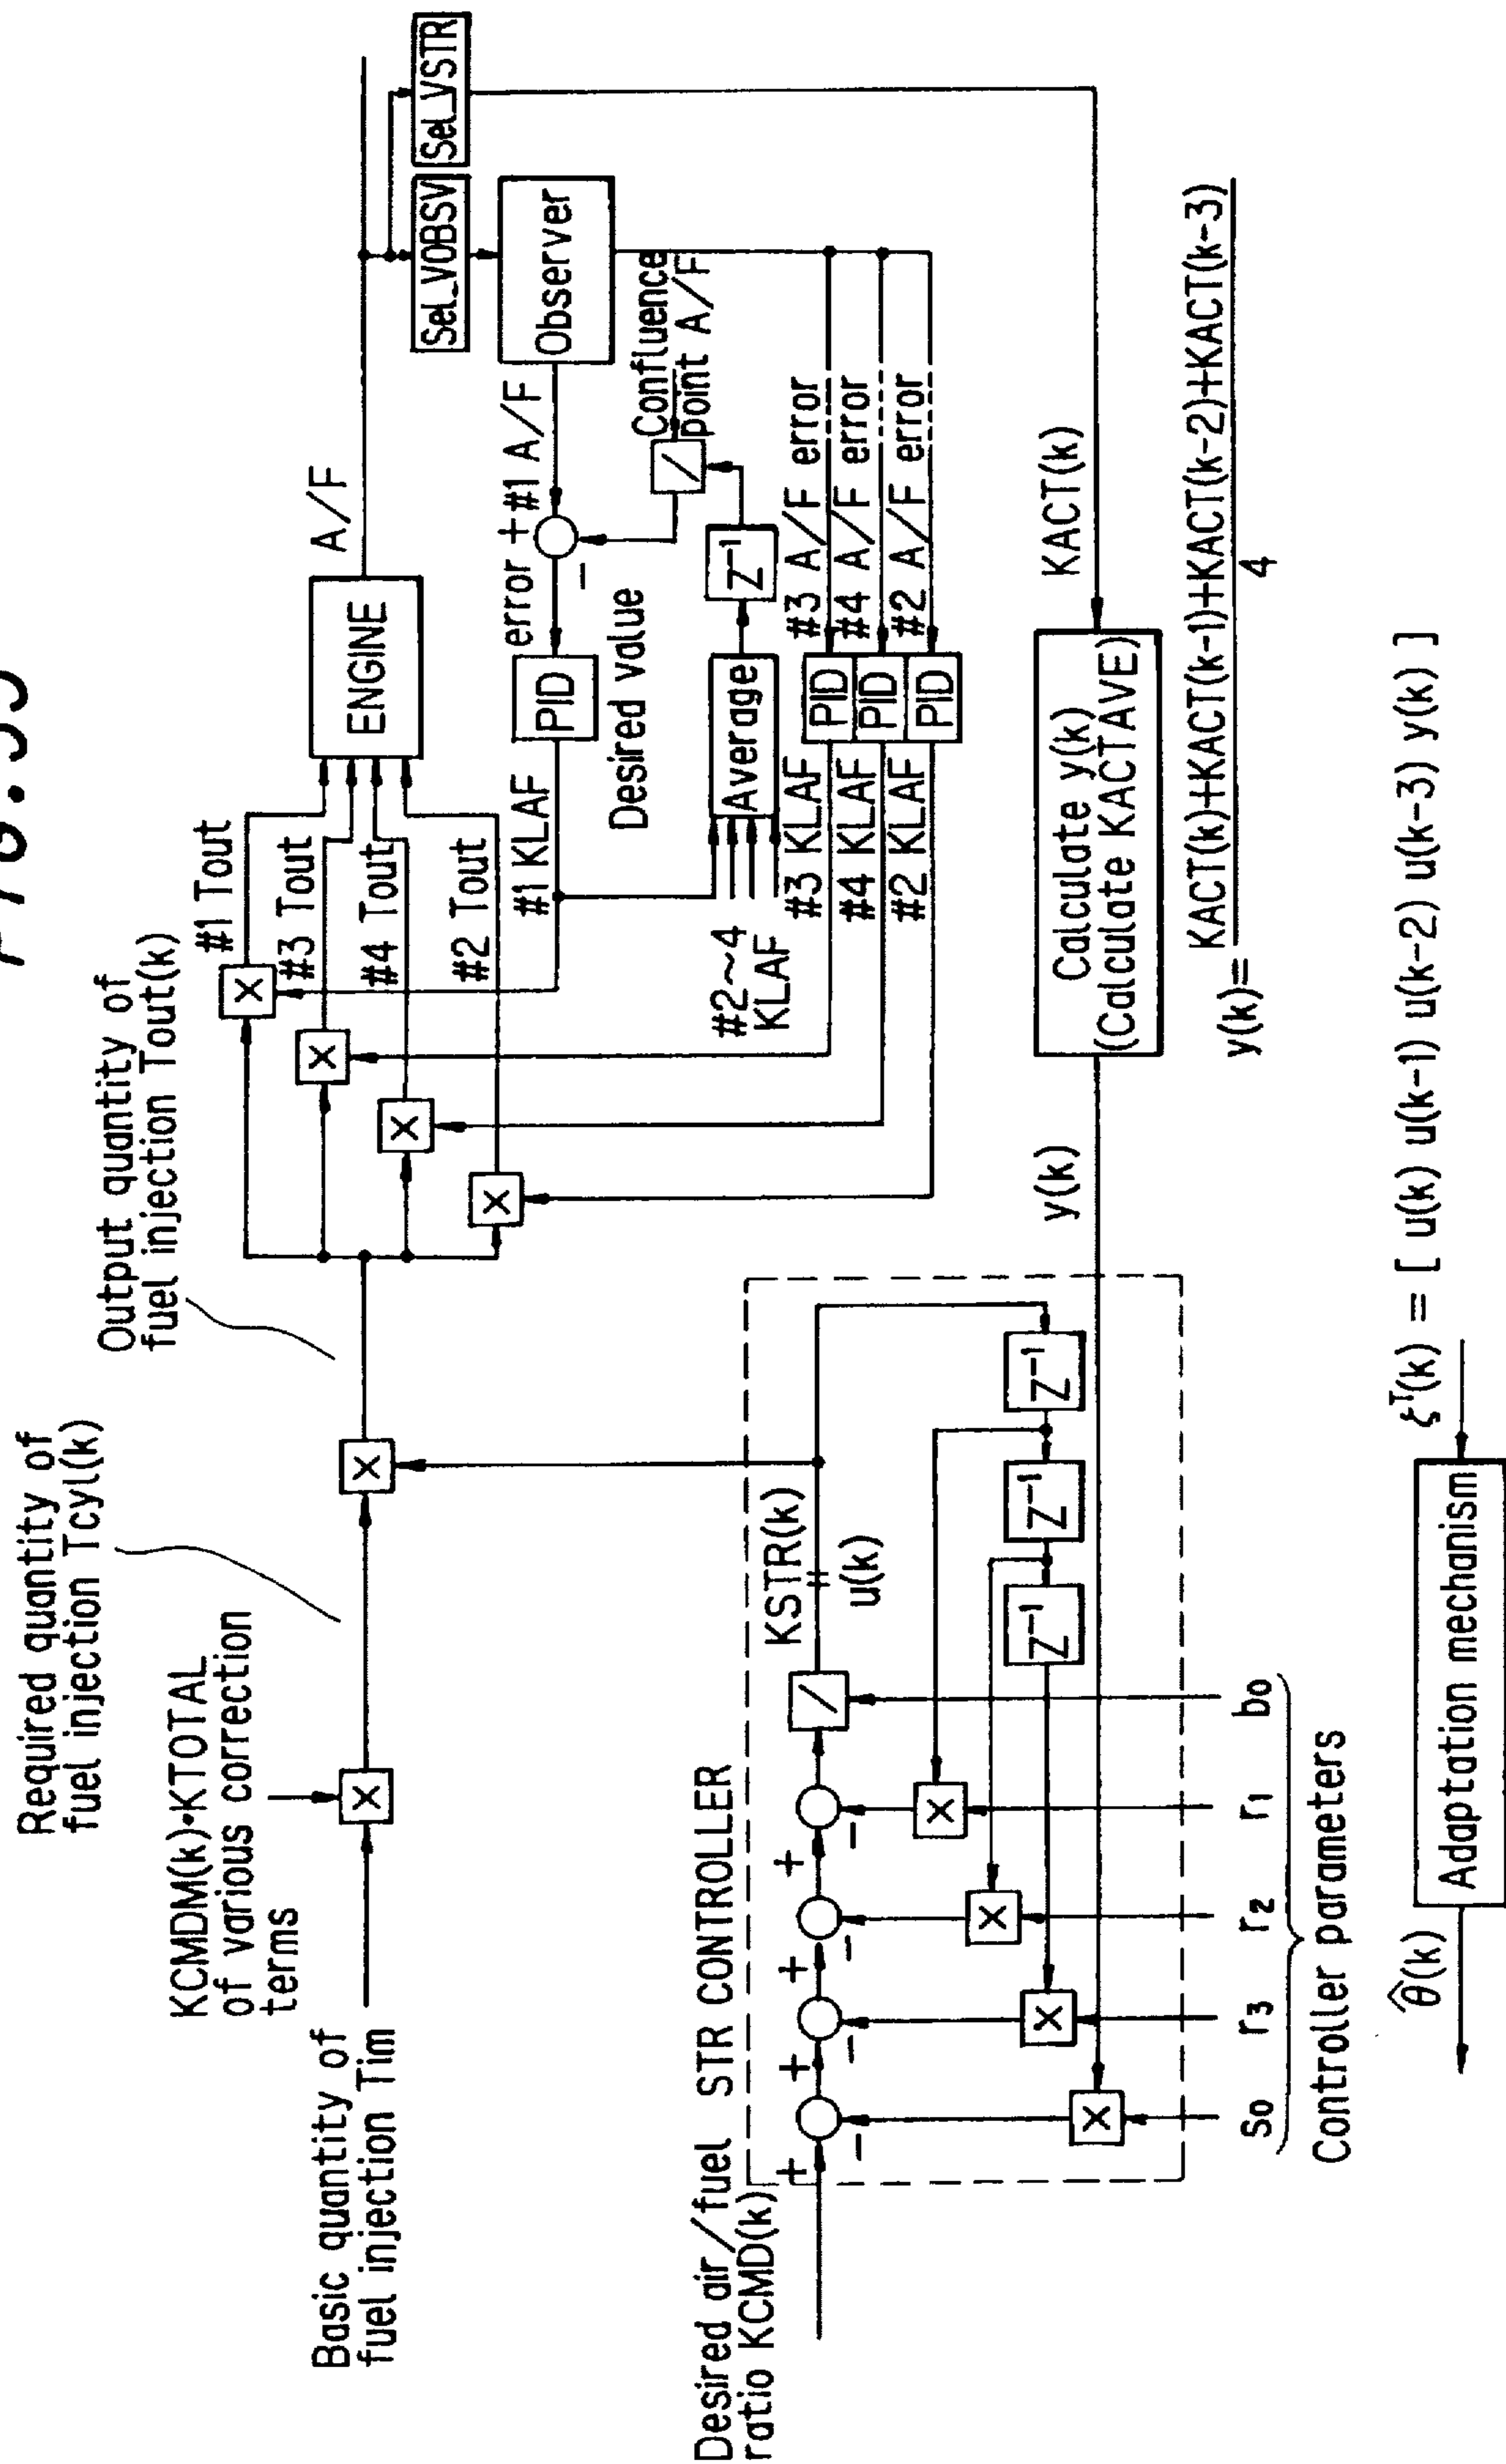 Required quantity of
fuel injection Tcyl(k)
Output quantity of
fuel injection Tout(k)
KCMDM(k)•KTOTAL
of various correction
terms
Basic quantity of
fuel injection Tim
×
×
×
×
×
×
#1 Tout
#3 Tout
#4 Tout
#2 Tout
ENGINE
A/F
Sel_VOBSV
Sel_VSTR
Observer
#1 A/F
+
error
−
PID
#1 KLAF
Desired value
Confluence
point A/F
/
Z⁻¹
Average
#2~4
KLAF
#3 A/F error
#4 A/F error
#2 A/F error
PID
PID
PID
#3 KLAF
#4 KLAF
#2 KLAF
Desired air/fuel
ratio KCMD(k)
STR CONTROLLER
+
−
+
−
+
−
+
−
/
KSTR(k)
=
u(k)
Z⁻¹
Z⁻¹
Z⁻¹
×
×
×
×
s₀ r₃ r₂ r₁ b₀
Controller parameters
y(k)
Calculate y(k)
(Calculate KACTAVE)
KACT(k)
y(k)= KACT(k)+KACT(k-1)+KACT(k-2)+KACT(k-3)
4
θ̂(k)
Adaptation mechanism
ξᵀ(k) = [ u(k) u(k-1) u(k-2) u(k-3) y(k) ]